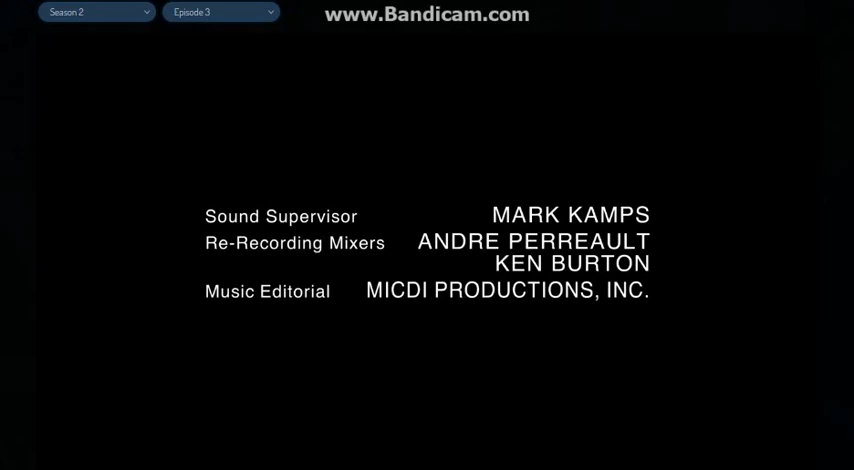 Season 2 Episode 3 www.Bandicam.com
Sound Supervisor MARK KAMPS
Re-Recording Mixers ANDRE PERREAULT
KEN BURTON
Music Editorial MICDI PRODUCTIONS, INC.